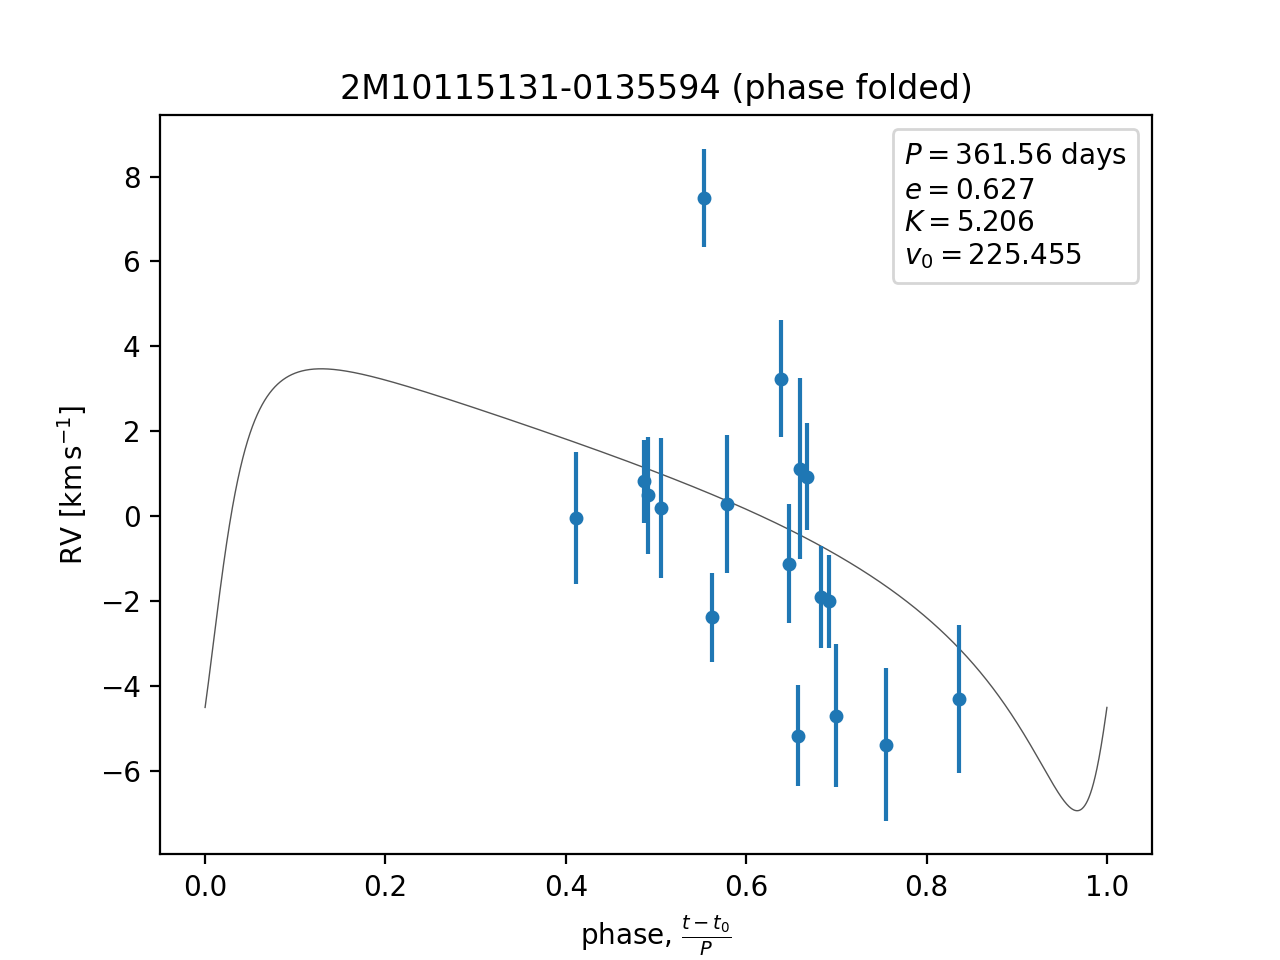 2M10115131-0135594 (phase folded)
P = 361.56 days
e = 0.627
K = 5.206
v₀ = 225.455
8
6
4
2
0
−2
−4
−6
RV [km s⁻¹]
0.0 0.2 0.4 0.6 0.8 1.0
phase, (t − t₀)/P